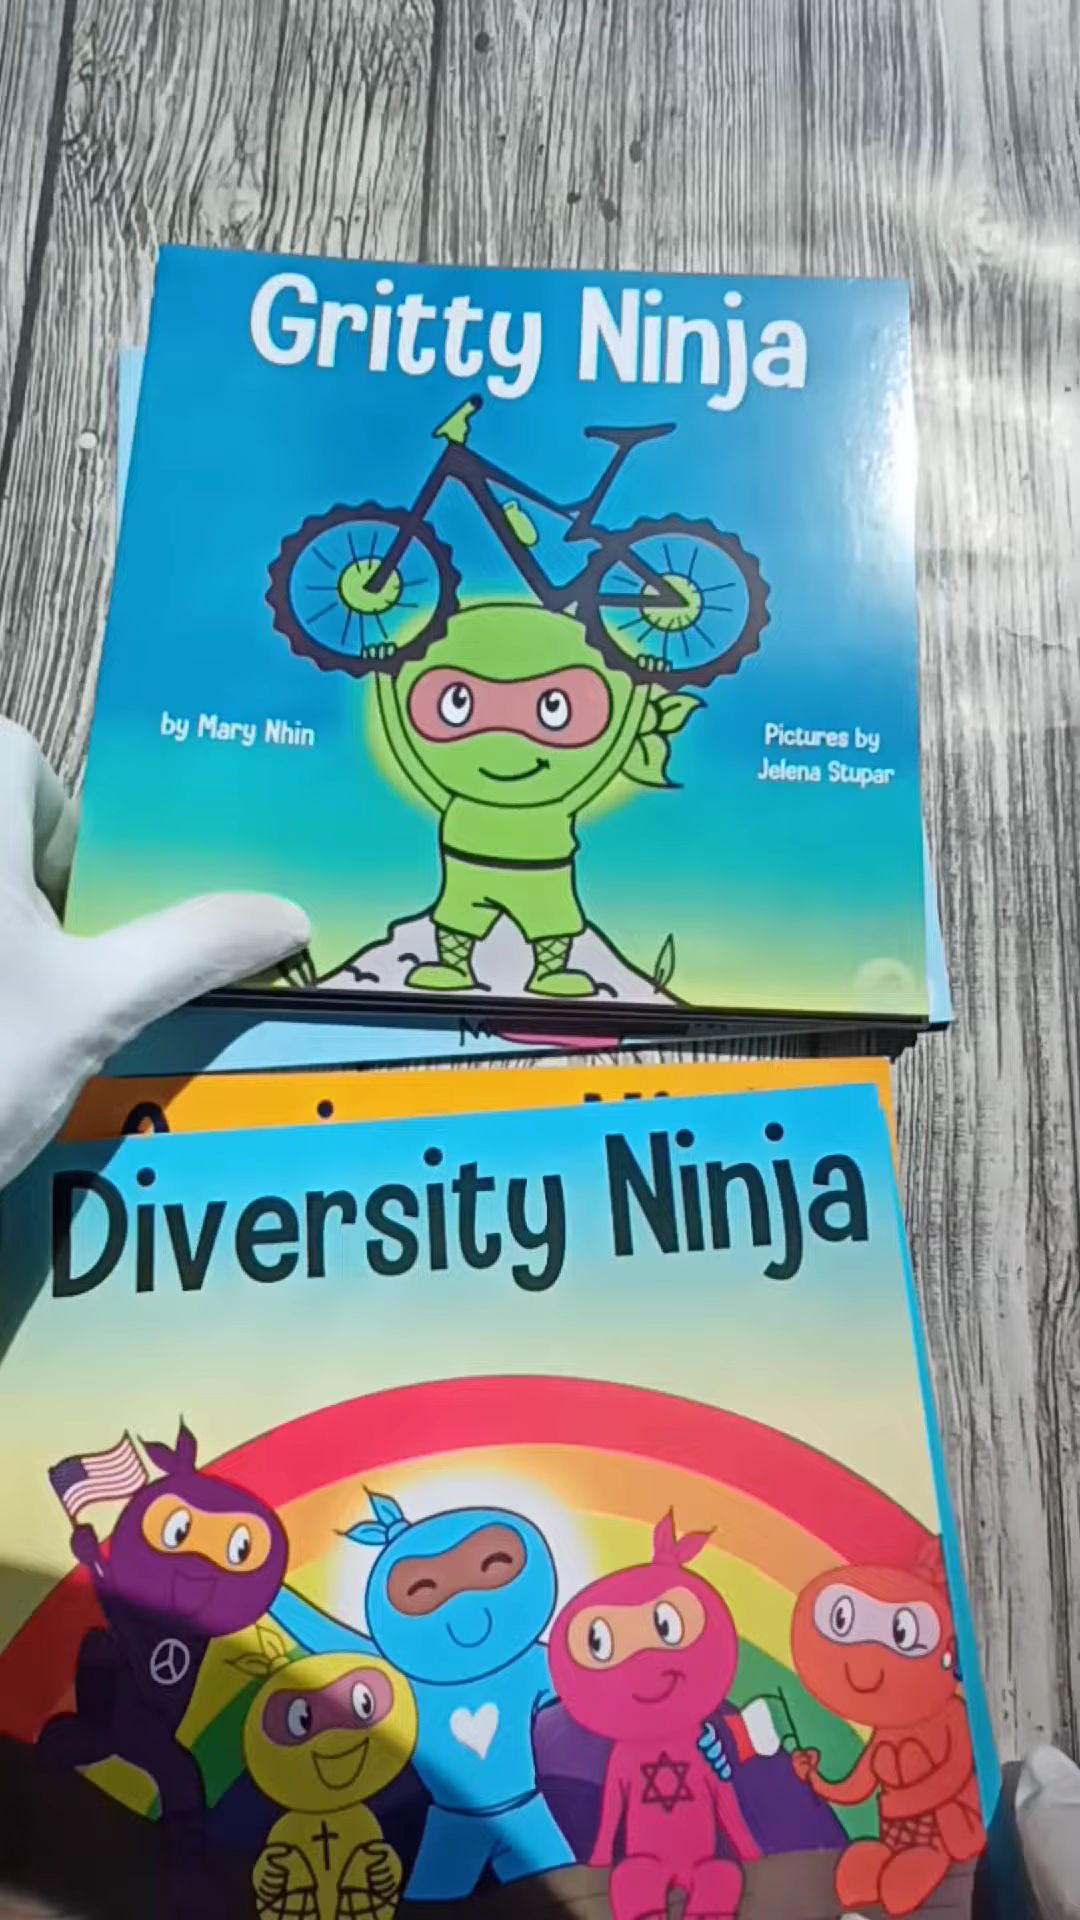 Gritty Ninja
by Mary Nhin
Pictures by
Jelena Stupar
Diversity Ninja